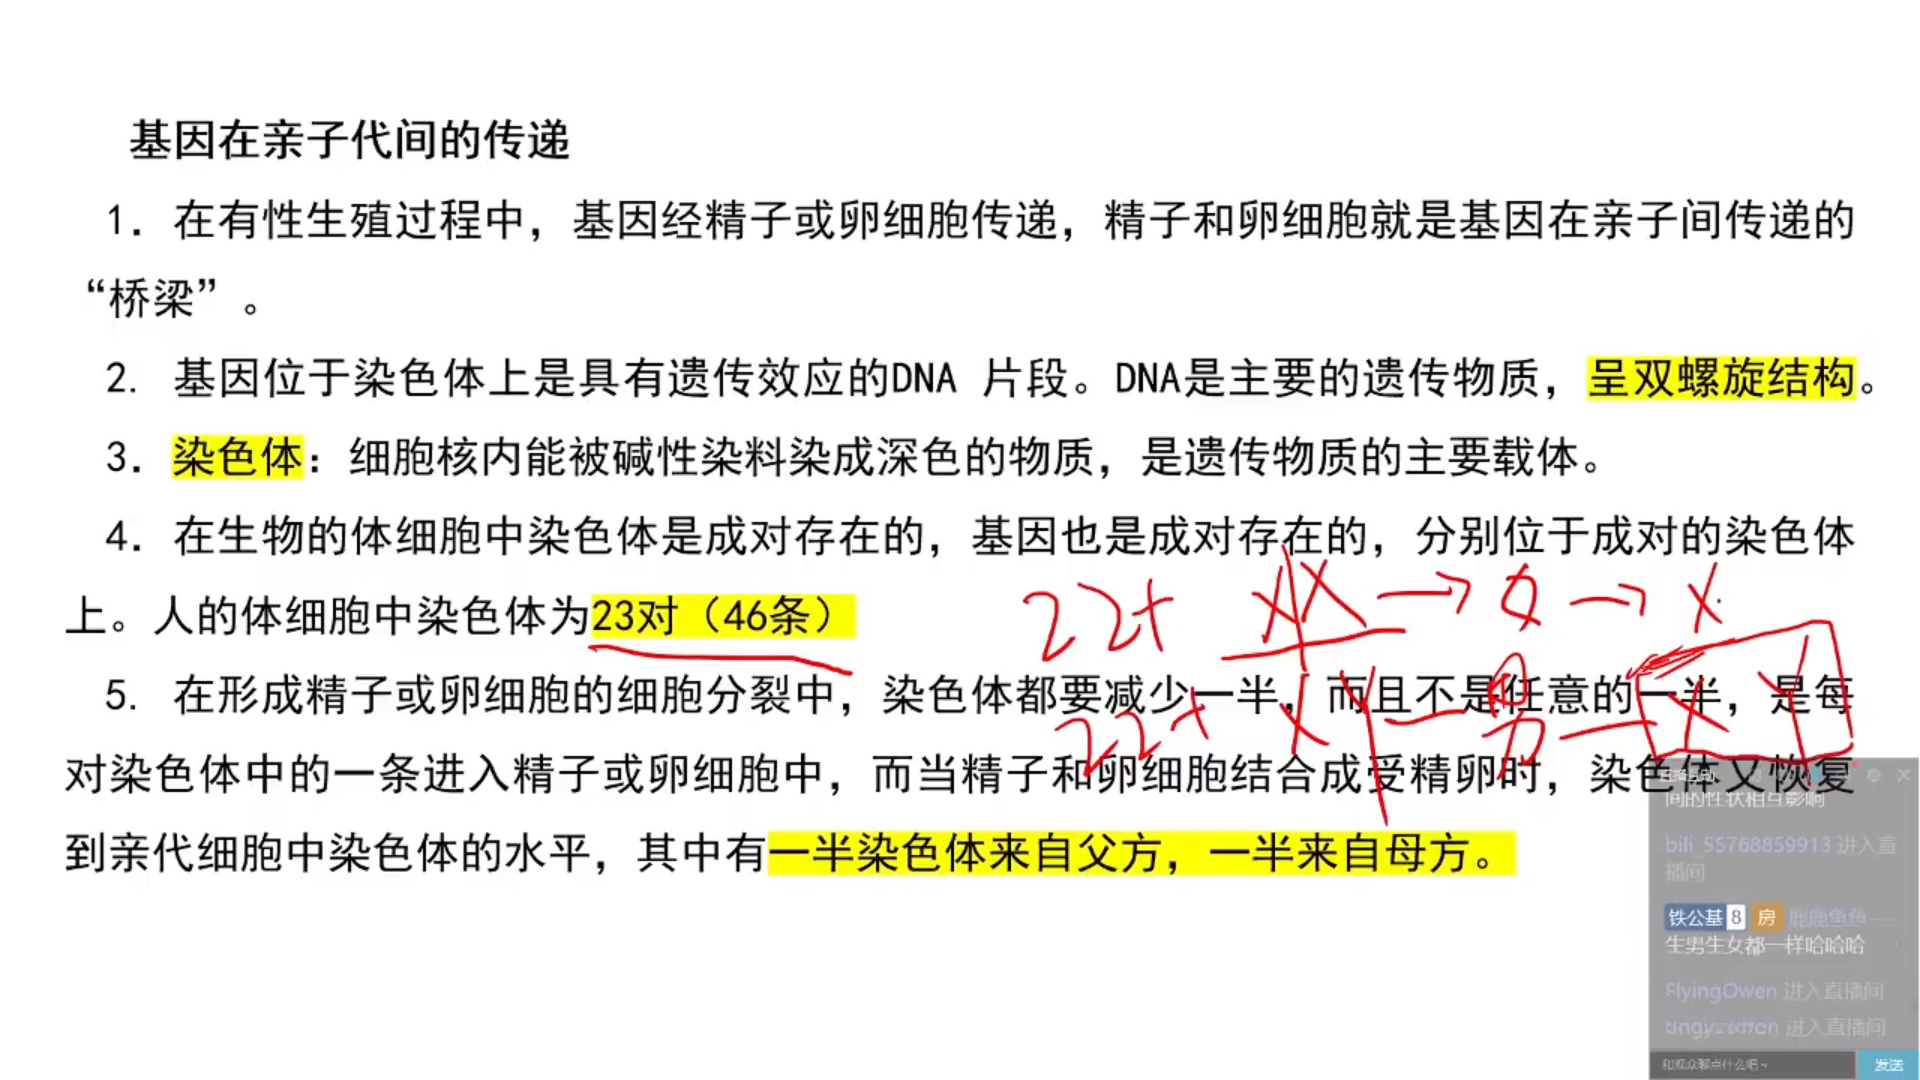 基因在亲子代间的传递
1. 在有性生殖过程中，基因经精子或卵细胞传递，精子和卵细胞就是基因在亲子间传递的
“桥梁”。
2. 基因位于染色体上是具有遗传效应的DNA 片段。DNA是主要的遗传物质，呈双螺旋结构。
3. 染色体：细胞核内能被碱性染料染成深色的物质，是遗传物质的主要载体。
4. 在生物的体细胞中染色体是成对存在的，基因也是成对存在的，分别位于成对的染色体
上。人的体细胞中染色体为23对（46条）
22+ XX → 女 → X
5. 在形成精子或卵细胞的细胞分裂中，染色体都要减少一半，而且不是任意的一半，是每
22+ XY — 男 — X Y
对染色体中的一条进入精子或卵细胞中，而当精子和卵细胞结合成受精卵时，染色体又恢复
到亲代细胞中染色体的水平，其中有一半染色体来自父方，一半来自母方。
间的性状相互影响
bili_55768859913 进入直
播间
铁公基 8 房 鹿鹿鱼鱼
生男生女都一样哈哈哈
FlyingOwen 进入直播间
进入直播间
和观众聊点什么吧~ 发送